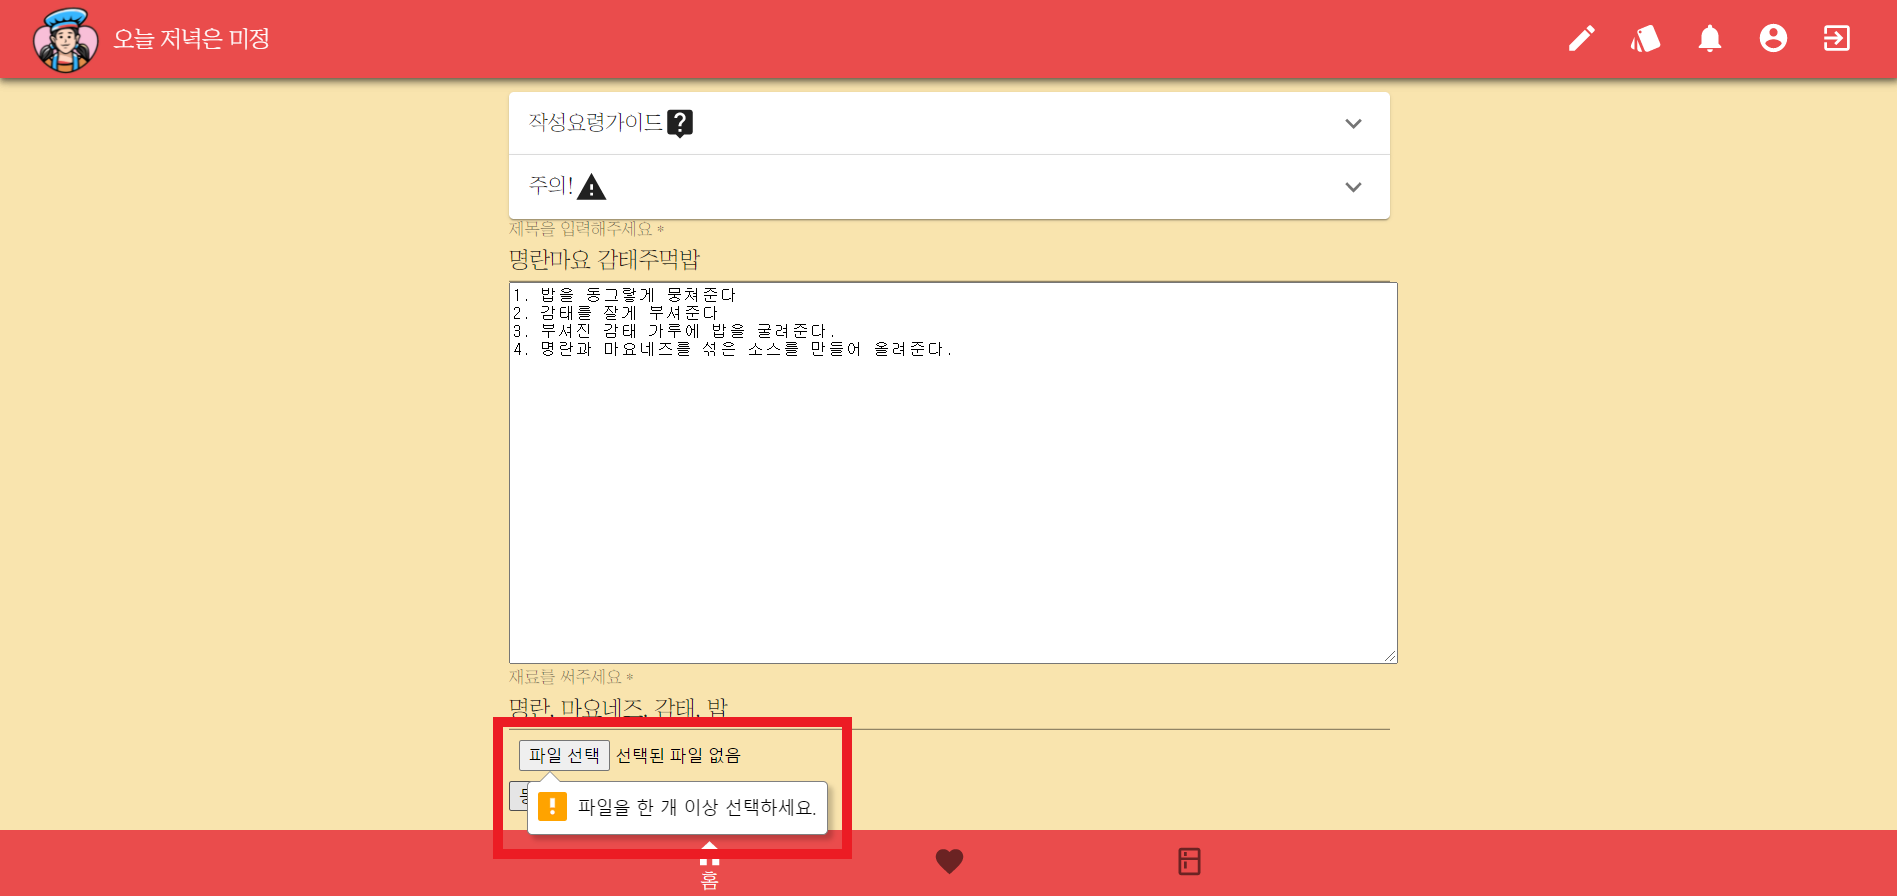 오늘 저녁은 미정
작성요령가이드
주의!
제목을 입력해주세요 *
명란마요 감태주먹밥
1. 밥을 동그랗게 뭉쳐준다
2. 감태를 잘게 부셔준다
3. 부셔진 감태 가루에 밥을 굴려준다.
4. 명란과 마요네즈를 섞은 소스를 만들어 올려준다.
재료를 써주세요 *
명란, 마요네즈, 감태, 밥
파일 선택 선택된 파일 없음
파일을 한 개 이상 선택하세요.
홈